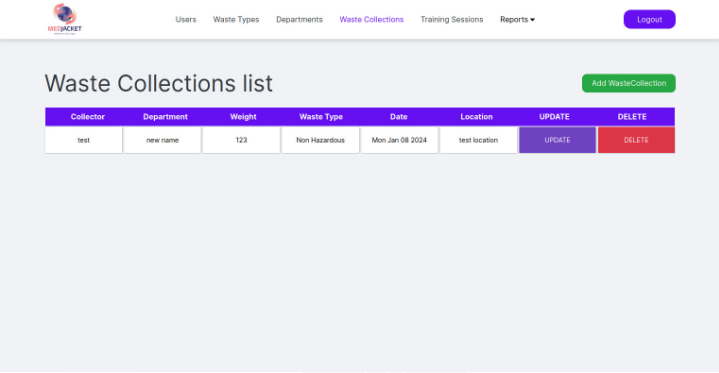 MEDJACKET
Users Waste Types Departments Waste Collections Training Sessions Reports Logout
Waste Collections list
Add WasteCollection
Collector Department Weight Waste Type Date Location UPDATE DELETE
test new name 123 Non Hazardous Mon Jan 08 2024 test location UPDATE DELETE